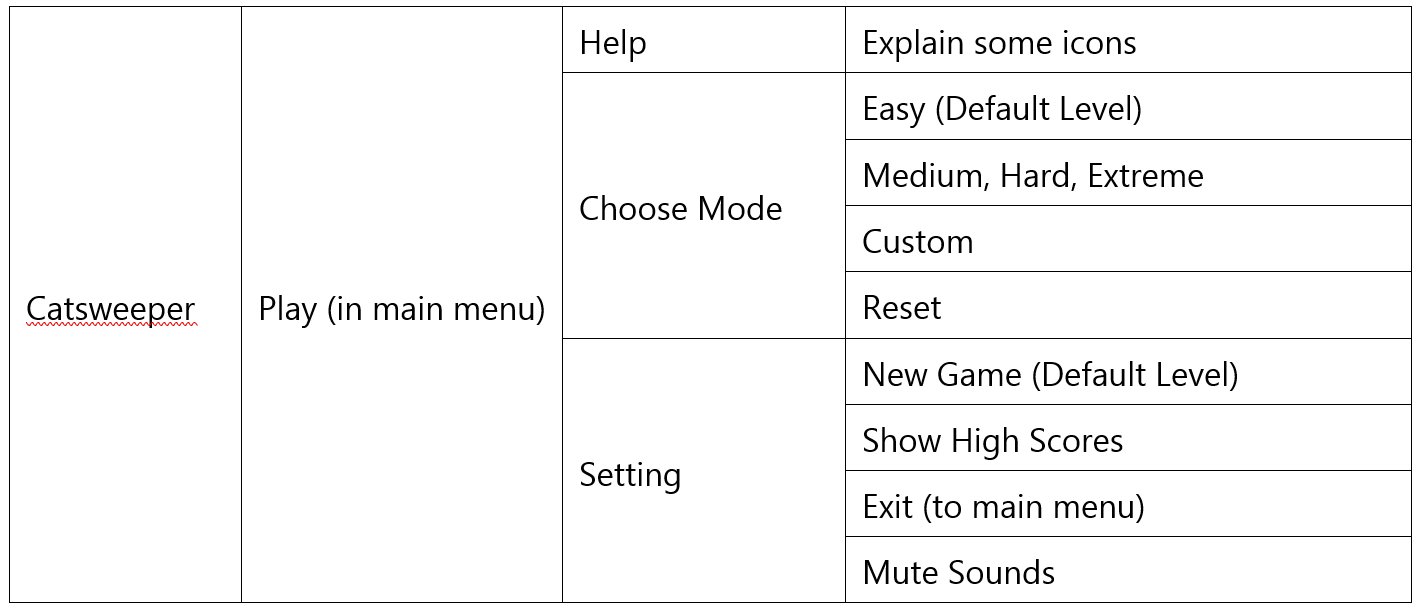 Catsweeper
Play (in main menu)
Help
Explain some icons
Choose Mode
Easy (Default Level)
Medium, Hard, Extreme
Custom
Reset
Setting
New Game (Default Level)
Show High Scores
Exit (to main menu)
Mute Sounds